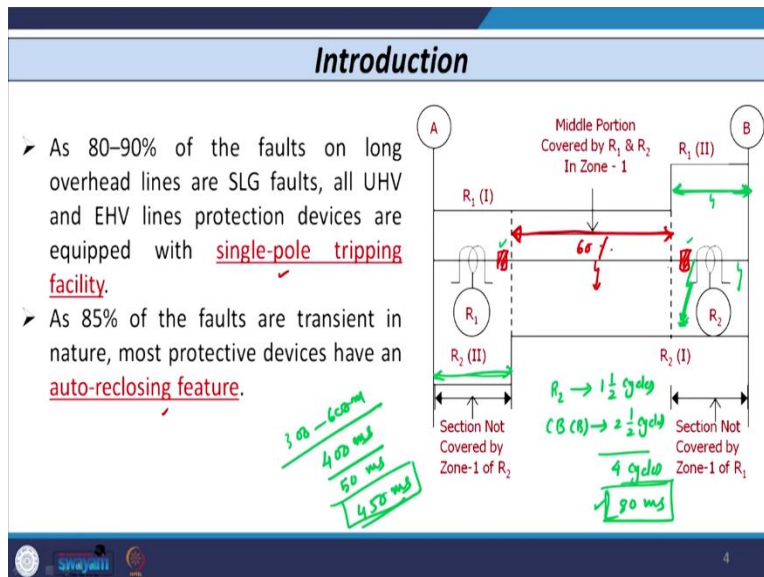 Introduction
➤ As 80–90% of the faults on long
overhead lines are SLG faults, all UHV
and EHV lines protection devices are
equipped with single-pole tripping
facility.
➤ As 85% of the faults are transient in
nature, most protective devices have an
auto-reclosing feature.
A
Middle Portion
Covered by R1 & R2
In Zone - 1
B
R1 (I)
R1 (II)
60 %.
R1
R2
R2 (II)
R2 (I)
Section Not
Covered by
Zone-1 of R2
Section Not
Covered by
Zone-1 of R1
R2 → 1 1/2 cycles
CB (B) → 2 1/2 cycles
4 cycles
80 ms
300 - 600 ms
400 ms
50 ms
450 ms
swayam
4